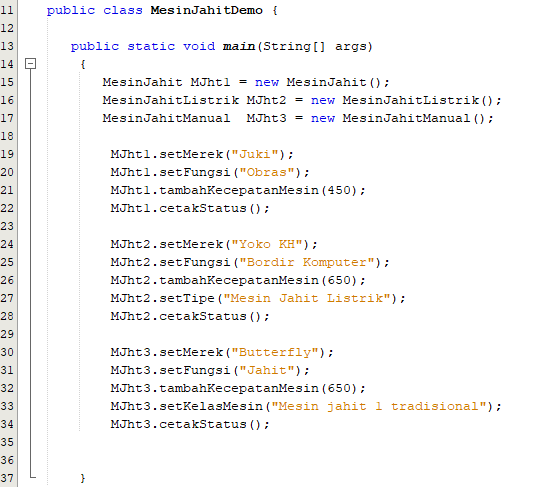 11 public class MesinJahitDemo {
12
13 public static void main(String[] args)
14 {
15 MesinJahit MJht1 = new MesinJahit();
16 MesinJahitListrik MJht2 = new MesinJahitListrik();
17 MesinJahitManual  MJht3 = new MesinJahitManual();
18
19 MJht1.setMerek("Juki");
20 MJht1.setFungsi("Obras");
21 MJht1.tambahKecepatanMesin(450);
22 MJht1.cetakStatus();
23
24 MJht2.setMerek("Yoko KH");
25 MJht2.setFungsi("Bordir Komputer");
26 MJht2.tambahKecepatanMesin(650);
27 MJht2.setTipe("Mesin Jahit Listrik");
28 MJht2.cetakStatus();
29
30 MJht3.setMerek("Butterfly");
31 MJht3.setFungsi("Jahit");
32 MJht3.tambahKecepatanMesin(650);
33 MJht3.setKelasMesin("Mesin jahit 1 tradisional");
34 MJht3.cetakStatus();
35
36
37 }